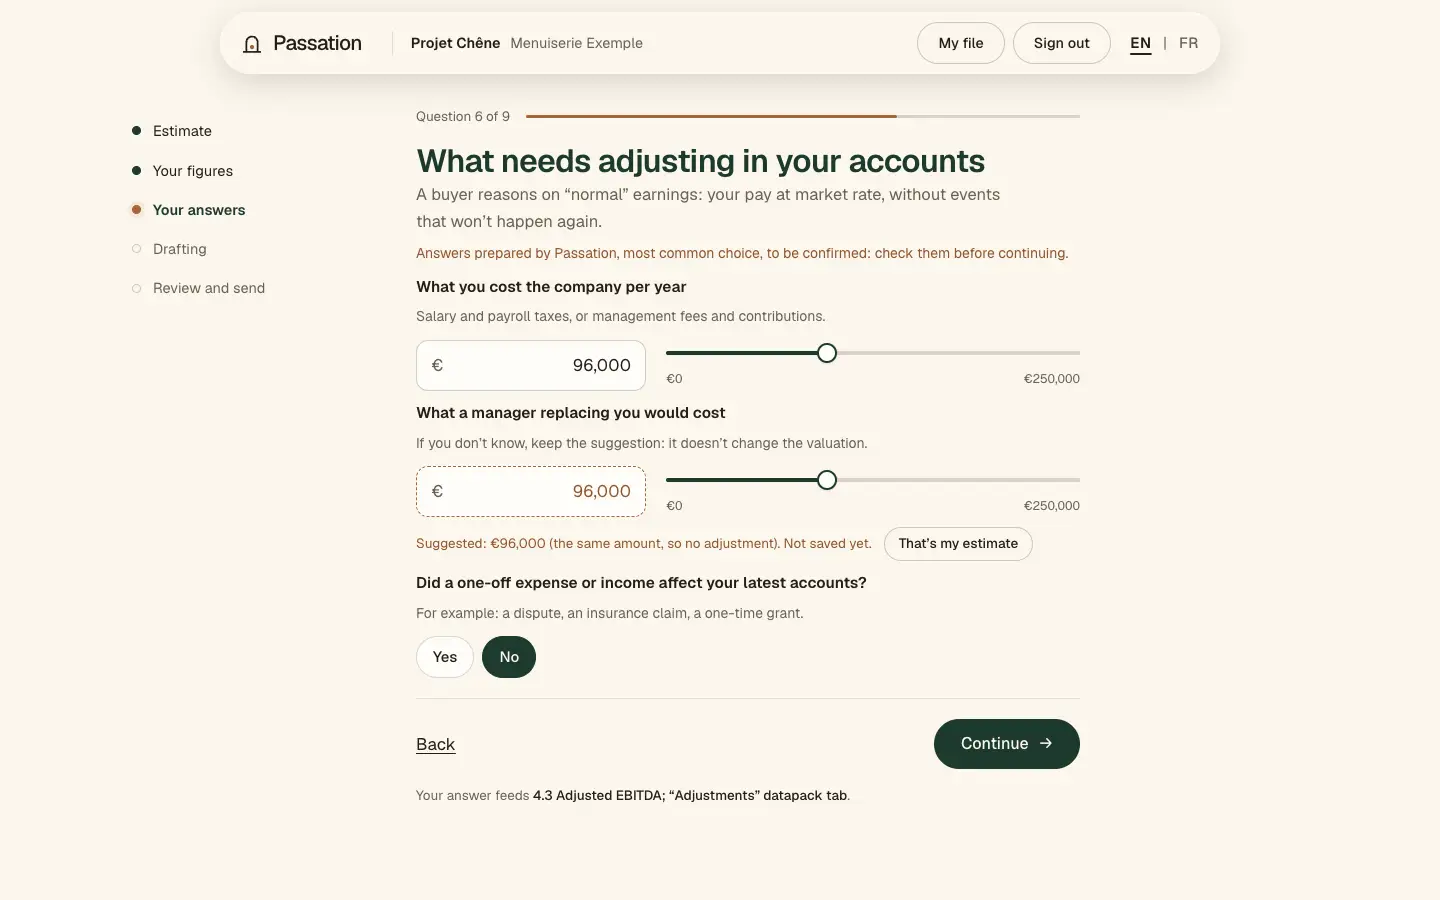 Passation
Projet Chêne Menuiserie Exemple
My file
Sign out
EN | FR
Estimate
Your figures
Your answers
Drafting
Review and send
Question 6 of 9
What needs adjusting in your accounts
A buyer reasons on “normal” earnings: your pay at market rate, without events
that won’t happen again.
Answers prepared by Passation, most common choice, to be confirmed: check them before continuing.
What you cost the company per year
Salary and payroll taxes, or management fees and contributions.
€ 96,000
€0 €250,000
What a manager replacing you would cost
If you don’t know, keep the suggestion: it doesn’t change the valuation.
€ 96,000
€0 €250,000
Suggested: €96,000 (the same amount, so no adjustment). Not saved yet. That’s my estimate
Did a one-off expense or income affect your latest accounts?
For example: a dispute, an insurance claim, a one-time grant.
Yes No
Back Continue →
Your answer feeds 4.3 Adjusted EBITDA; “Adjustments” datapack tab.